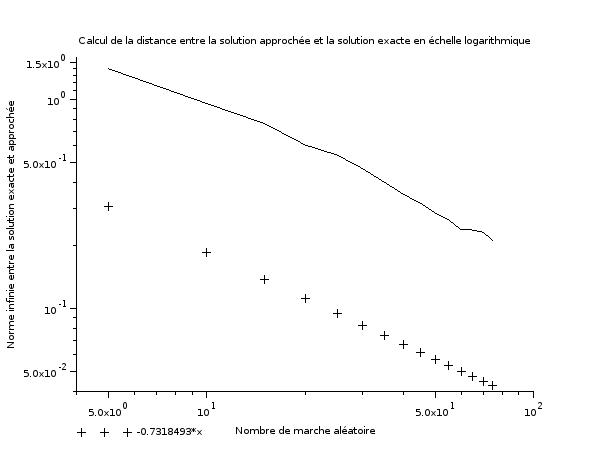 Calcul de la distance entre la solution approchée et la solution exacte en échelle logarithmique
Norme infinie entre la solution exacte et approchée
1.5x10^0
10^0
5.0x10^-1
10^-1
5.0x10^-2
5.0x10^0
10^1
5.0x10^1
10^2
Nombre de marche aléatoire
-0.7318493*x